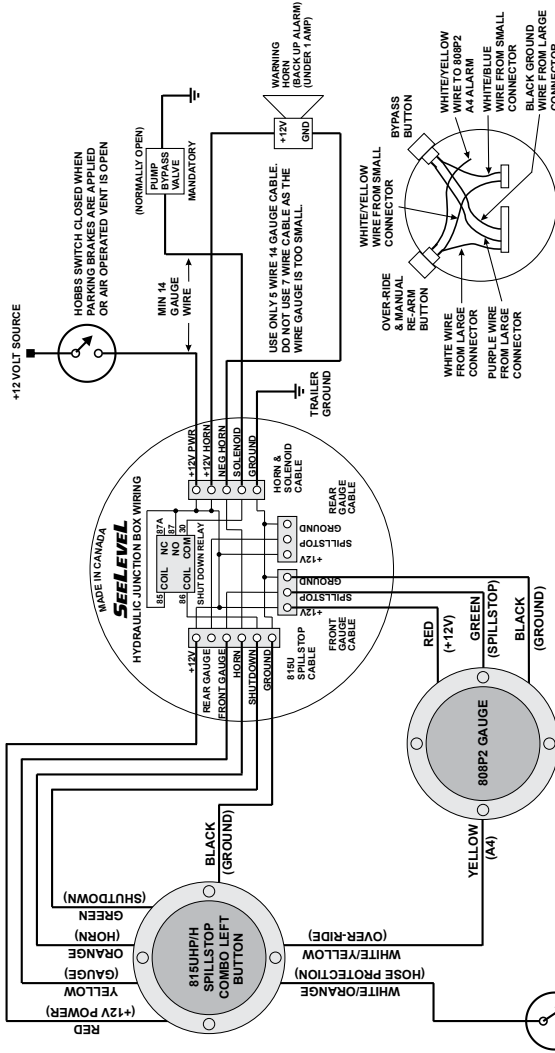 +12 VOLT SOURCE
HOBBS SWITCH CLOSED WHEN
PARKING BRAKES ARE APPLIED
OR AIR OPERATED VENT IS OPEN
(NORMALLY OPEN)
PUMP
BYPASS
VALVE
MANDATORY
MIN 14
GAUGE
WIRE
WARNING
HORN
(BACK UP ALARM)
(UNDER 1 AMP)
+12V
GND
USE ONLY 5 WIRE 14 GAUGE CABLE.
DO NOT USE 7 WIRE CABLE AS THE
WIRE GAUGE IS TOO SMALL.
TRAILER
GROUND
MADE IN CANADA
SEELEVEL
HYDRAULIC JUNCTION BOX WIRING
85
COIL
NC
87A
NO
87
86
COIL
COM
30
SHUT DOWN RELAY
+12V PWR
+12V HORN
NEG HORN
SOLENOID
GROUND
HORN &
SOLENOID
CABLE
+12V
REAR GAUGE
FRONT GAUGE
HORN
SHUTDOWN
GROUND
815U
SPILLSTOP
CABLE
+12V
SPILLSTOP
GROUND
FRONT
GAUGE
CABLE
+12V
SPILLSTOP
GROUND
REAR
GAUGE
CABLE
RED
(+12V POWER)
YELLOW
(GAUGE)
ORANGE
(HORN)
GREEN
(SHUTDOWN)
BLACK
(GROUND)
815UHP/H
SPILLSTOP
COMBO LEFT
BUTTON
WHITE/ORANGE
(HOSE PROTECTION)
WHITE/YELLOW
(OVER-RIDE)
YELLOW
(A4)
808P2 GAUGE
RED
(+12V)
GREEN
(SPILLSTOP)
BLACK
(GROUND)
OVER-RIDE
& MANUAL
RE-ARM
BUTTON
WHITE/YELLOW
WIRE FROM SMALL
CONNECTOR
BYPASS
BUTTON
WHITE/YELLOW
WIRE TO 808P2
A4 ALARM
WHITE/BLUE
WIRE FROM SMALL
CONNECTOR
BLACK GROUND
WIRE FROM LARGE
CONNECTOR
WHITE WIRE
FROM LARGE
CONNECTOR
PURPLE WIRE
FROM LARGE
CONNECTOR